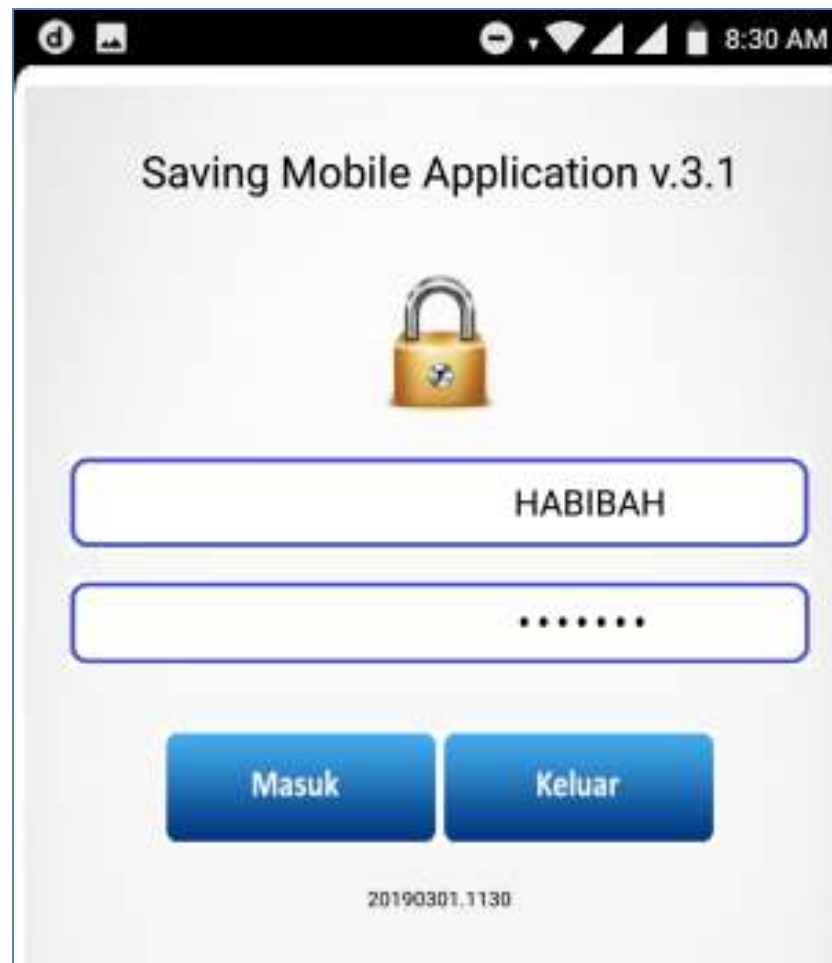 8:30 AM
Saving Mobile Application v.3.1
HABIBAH
•••••••
Masuk
Keluar
20190301.1130